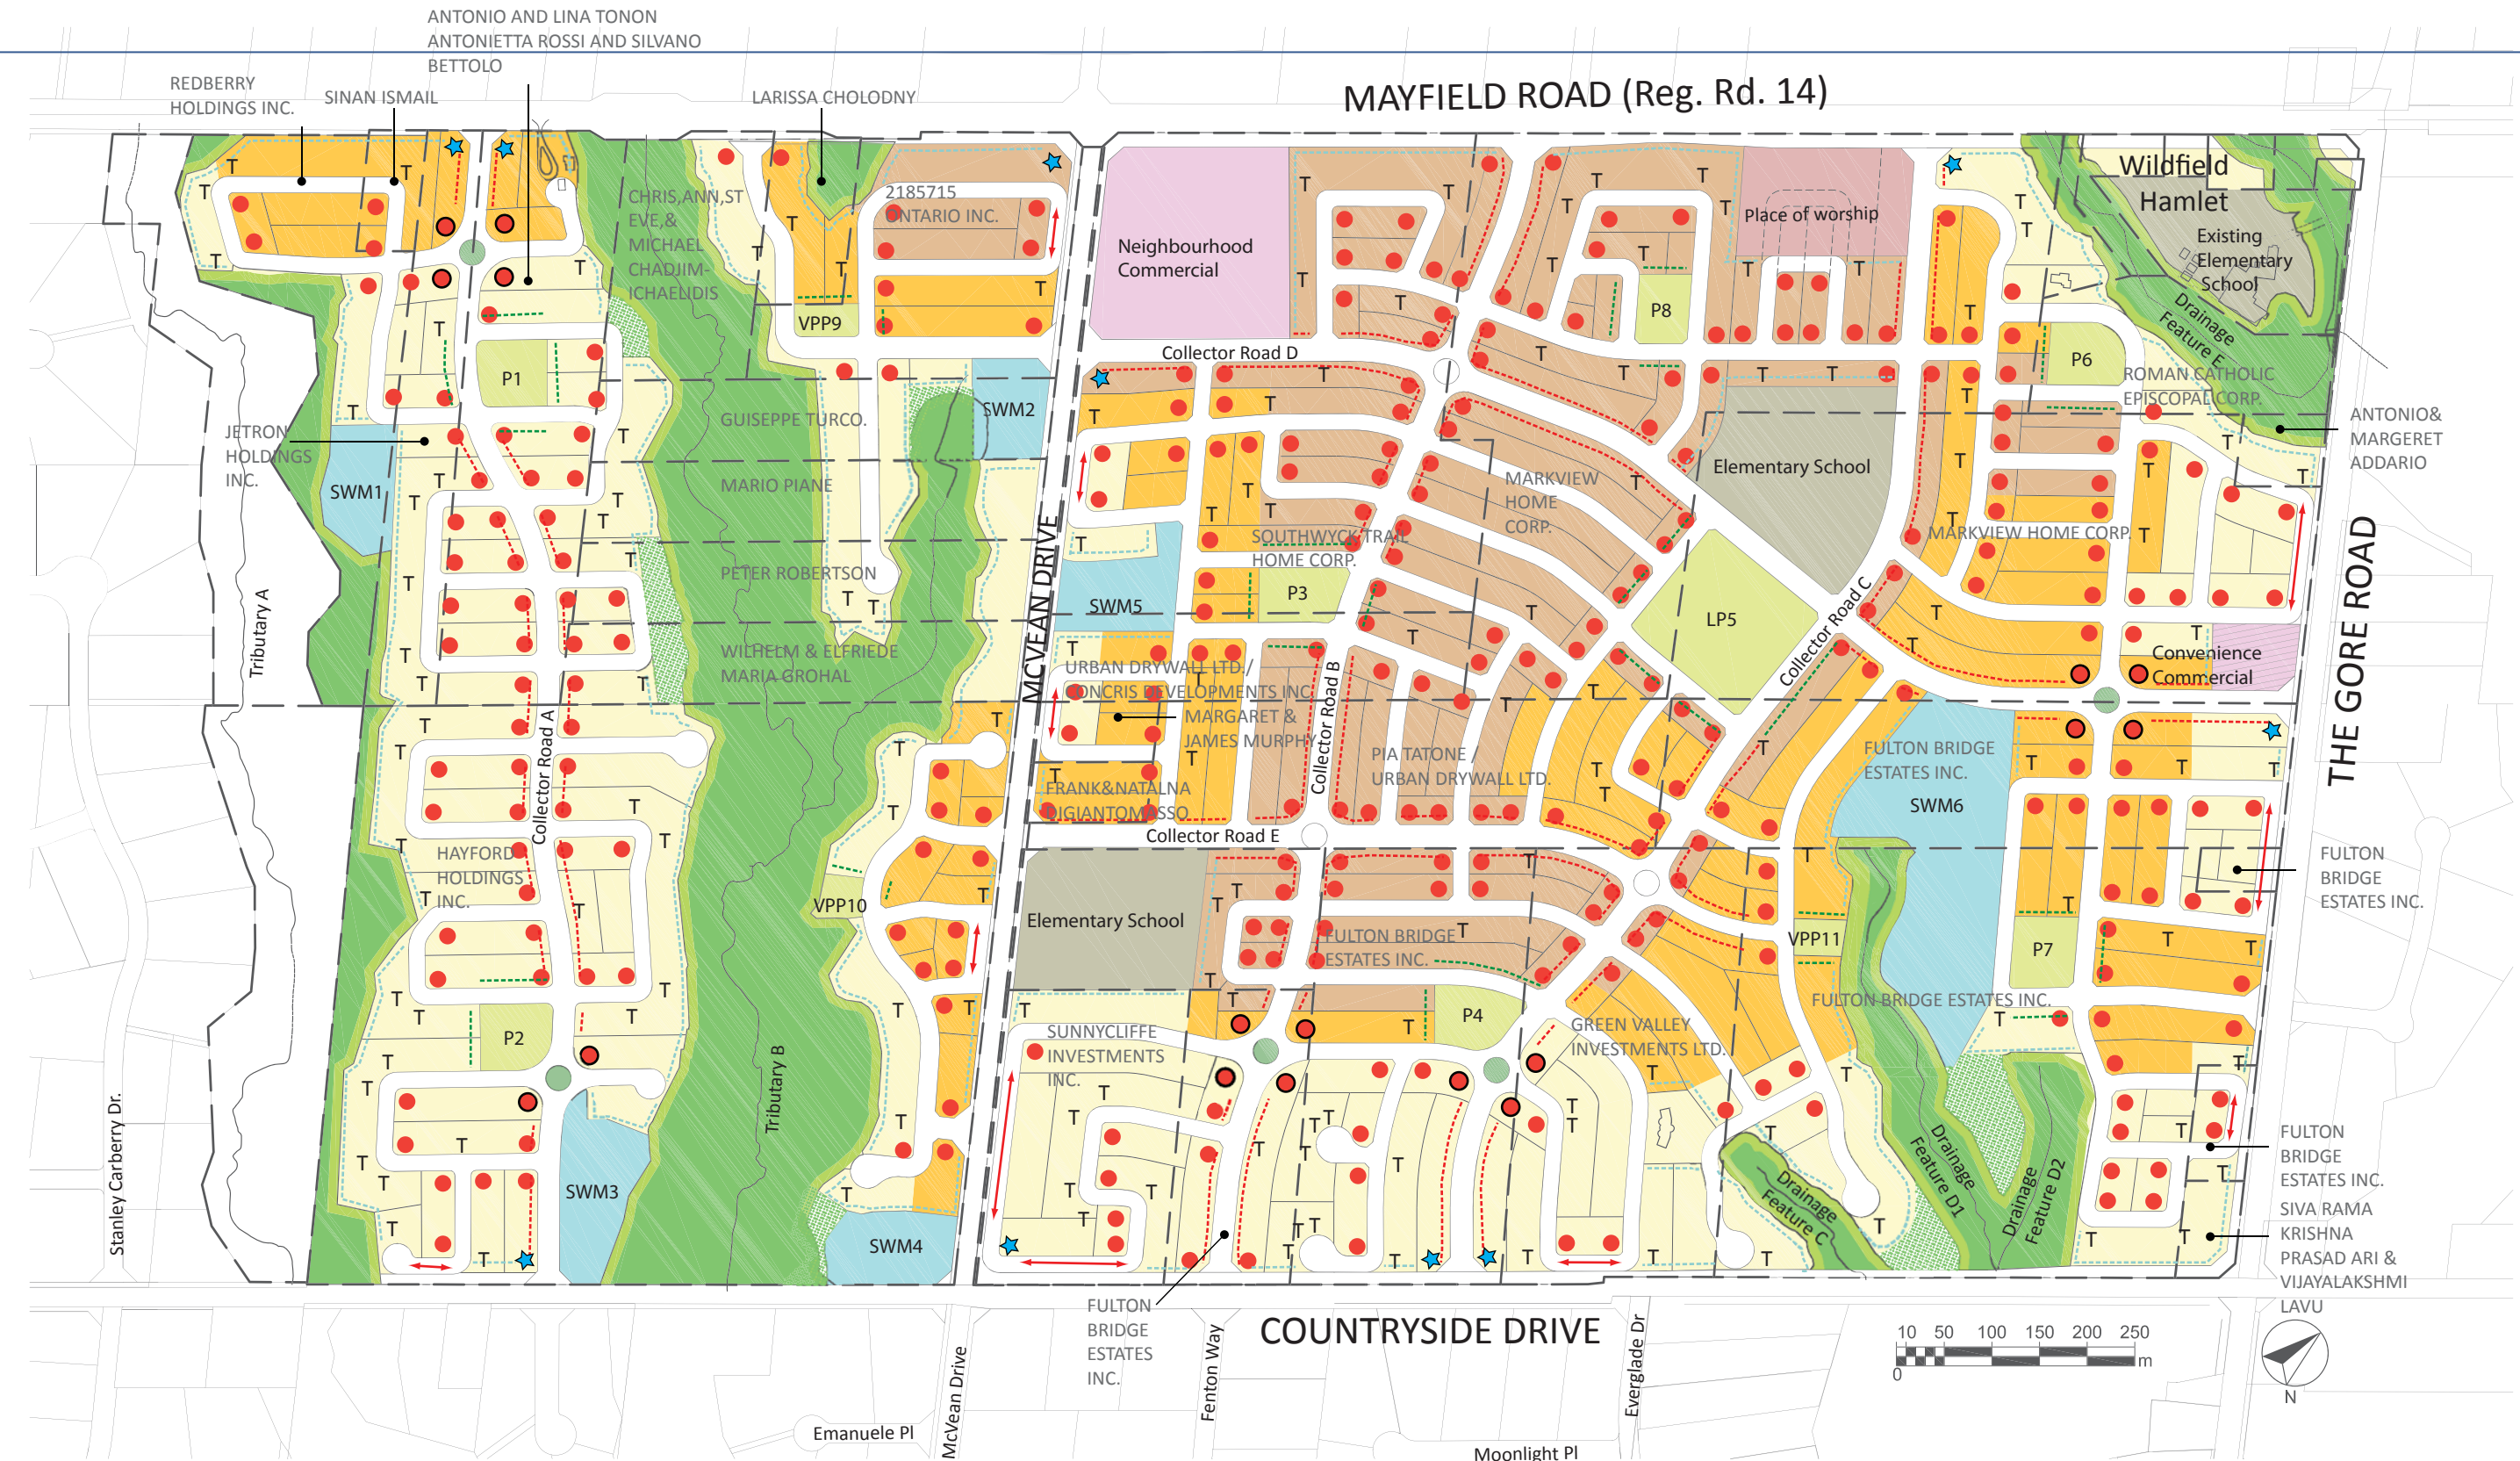 ANTONIO AND LINA TONON
ANTONIETTA ROSSI AND SILVANO
BETTOLO
REDBERRY
HOLDINGS INC.
SINAN ISMAIL
LARISSA CHOLODNY
MAYFIELD ROAD (Reg. Rd. 14)
CHRIS,ANN,ST
EVE,&
MICHAEL
CHADJIM-
ICHAELIDIS
2185715
ONTARIO INC.
VPP9
Neighbourhood
Commercial
Place of worship
P8
Wildfield
Hamlet
Existing
Elementary
School
Drainage
Feature E
P6
ROMAN CATHOLIC
EPISCOPAL CORP.
ANTONIO&
MARGERET
ADDARIO
Collector Road D
P1
SWM2
GUISEPPE TURCO.
JETRON
HOLDINGS
INC.
SWM1
MARIO PIANE
MARKVIEW
HOME
CORP.
Elementary School
SOUTHWYCK TRAIL
HOME CORP.
MARKVIEW HOME CORP.
PETER ROBERTSON
P3
SWM5
LP5
Collector Road C
THE GORE ROAD
MCVEAN DRIVE
Tributary A
WILHELM & ELFRIEDE
MARIA GROHAL
URBAN DRYWALL LTD./
CONCRIS DEVELOPMENTS INC.
MARGARET &
JAMES MURPHY
Collector Road B
Convenience
Commercial
PIA TATONE /
URBAN DRYWALL LTD.
FULTON BRIDGE
ESTATES INC.
SWM6
FRANK&NATALNA
DIGIANTOMASSO
Collector Road A
Collector Road E
HAYFORD
HOLDINGS
INC.
VPP10
Elementary School
FULTON BRIDGE
ESTATES INC.
VPP11
P7
FULTON
BRIDGE
ESTATES INC.
FULTON BRIDGE ESTATES INC.
P4
P2
SUNNYCLIFFE
INVESTMENTS
INC.
GREEN VALLEY
INVESTMENTS LTD.
Tributary B
Stanley Carberry Dr.
SWM3
SWM4
Drainage
Feature C
Drainage
Feature D1
Drainage
Feature D2
FULTON
BRIDGE
ESTATES INC.
SIVA RAMA
KRISHNA
PRASAD ARI &
VIJAYALAKSHMI
LAVU
FULTON
BRIDGE
ESTATES
INC.
COUNTRYSIDE DRIVE
McVean Drive
Fenton Way
Everglade Dr
Emanuele Pl
Moonlight Pl
10 50 100 150 200 250
0 m
N